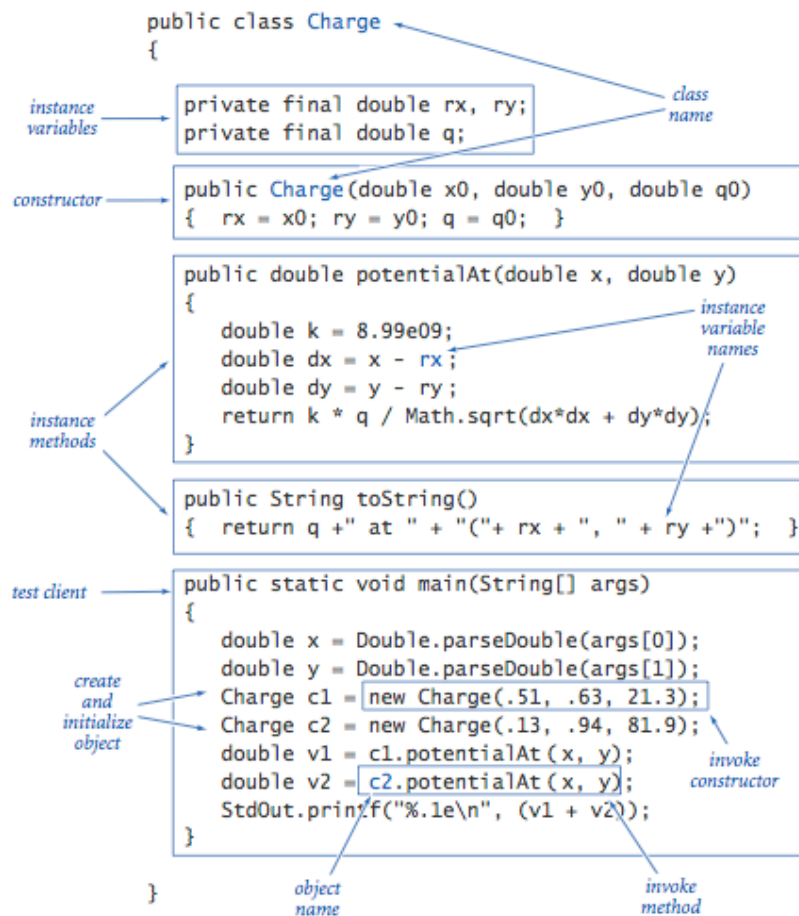 public class Charge
{
class
name
instance
variables
private final double rx, ry;
private final double q;
constructor
public Charge(double x0, double y0, double q0)
{ rx = x0; ry = y0; q = q0; }
instance
methods
public double potentialAt(double x, double y)
{
double k = 8.99e09;
double dx = x - rx;
double dy = y - ry;
return k * q / Math.sqrt(dx*dx + dy*dy);
}
instance
variable
names
public String toString()
{ return q +" at " + "("+ rx + ", " + ry +")"; }
test client
public static void main(String[] args)
{
double x = Double.parseDouble(args[0]);
double y = Double.parseDouble(args[1]);
create
and
initialize
object
Charge c1 = new Charge(.51, .63, 21.3);
Charge c2 = new Charge(.13, .94, 81.9);
double v1 = c1.potentialAt(x, y);
double v2 = c2.potentialAt(x, y);
StdOut.printf("%.1e\n", (v1 + v2));
}
invoke
constructor
}
object
name
invoke
method